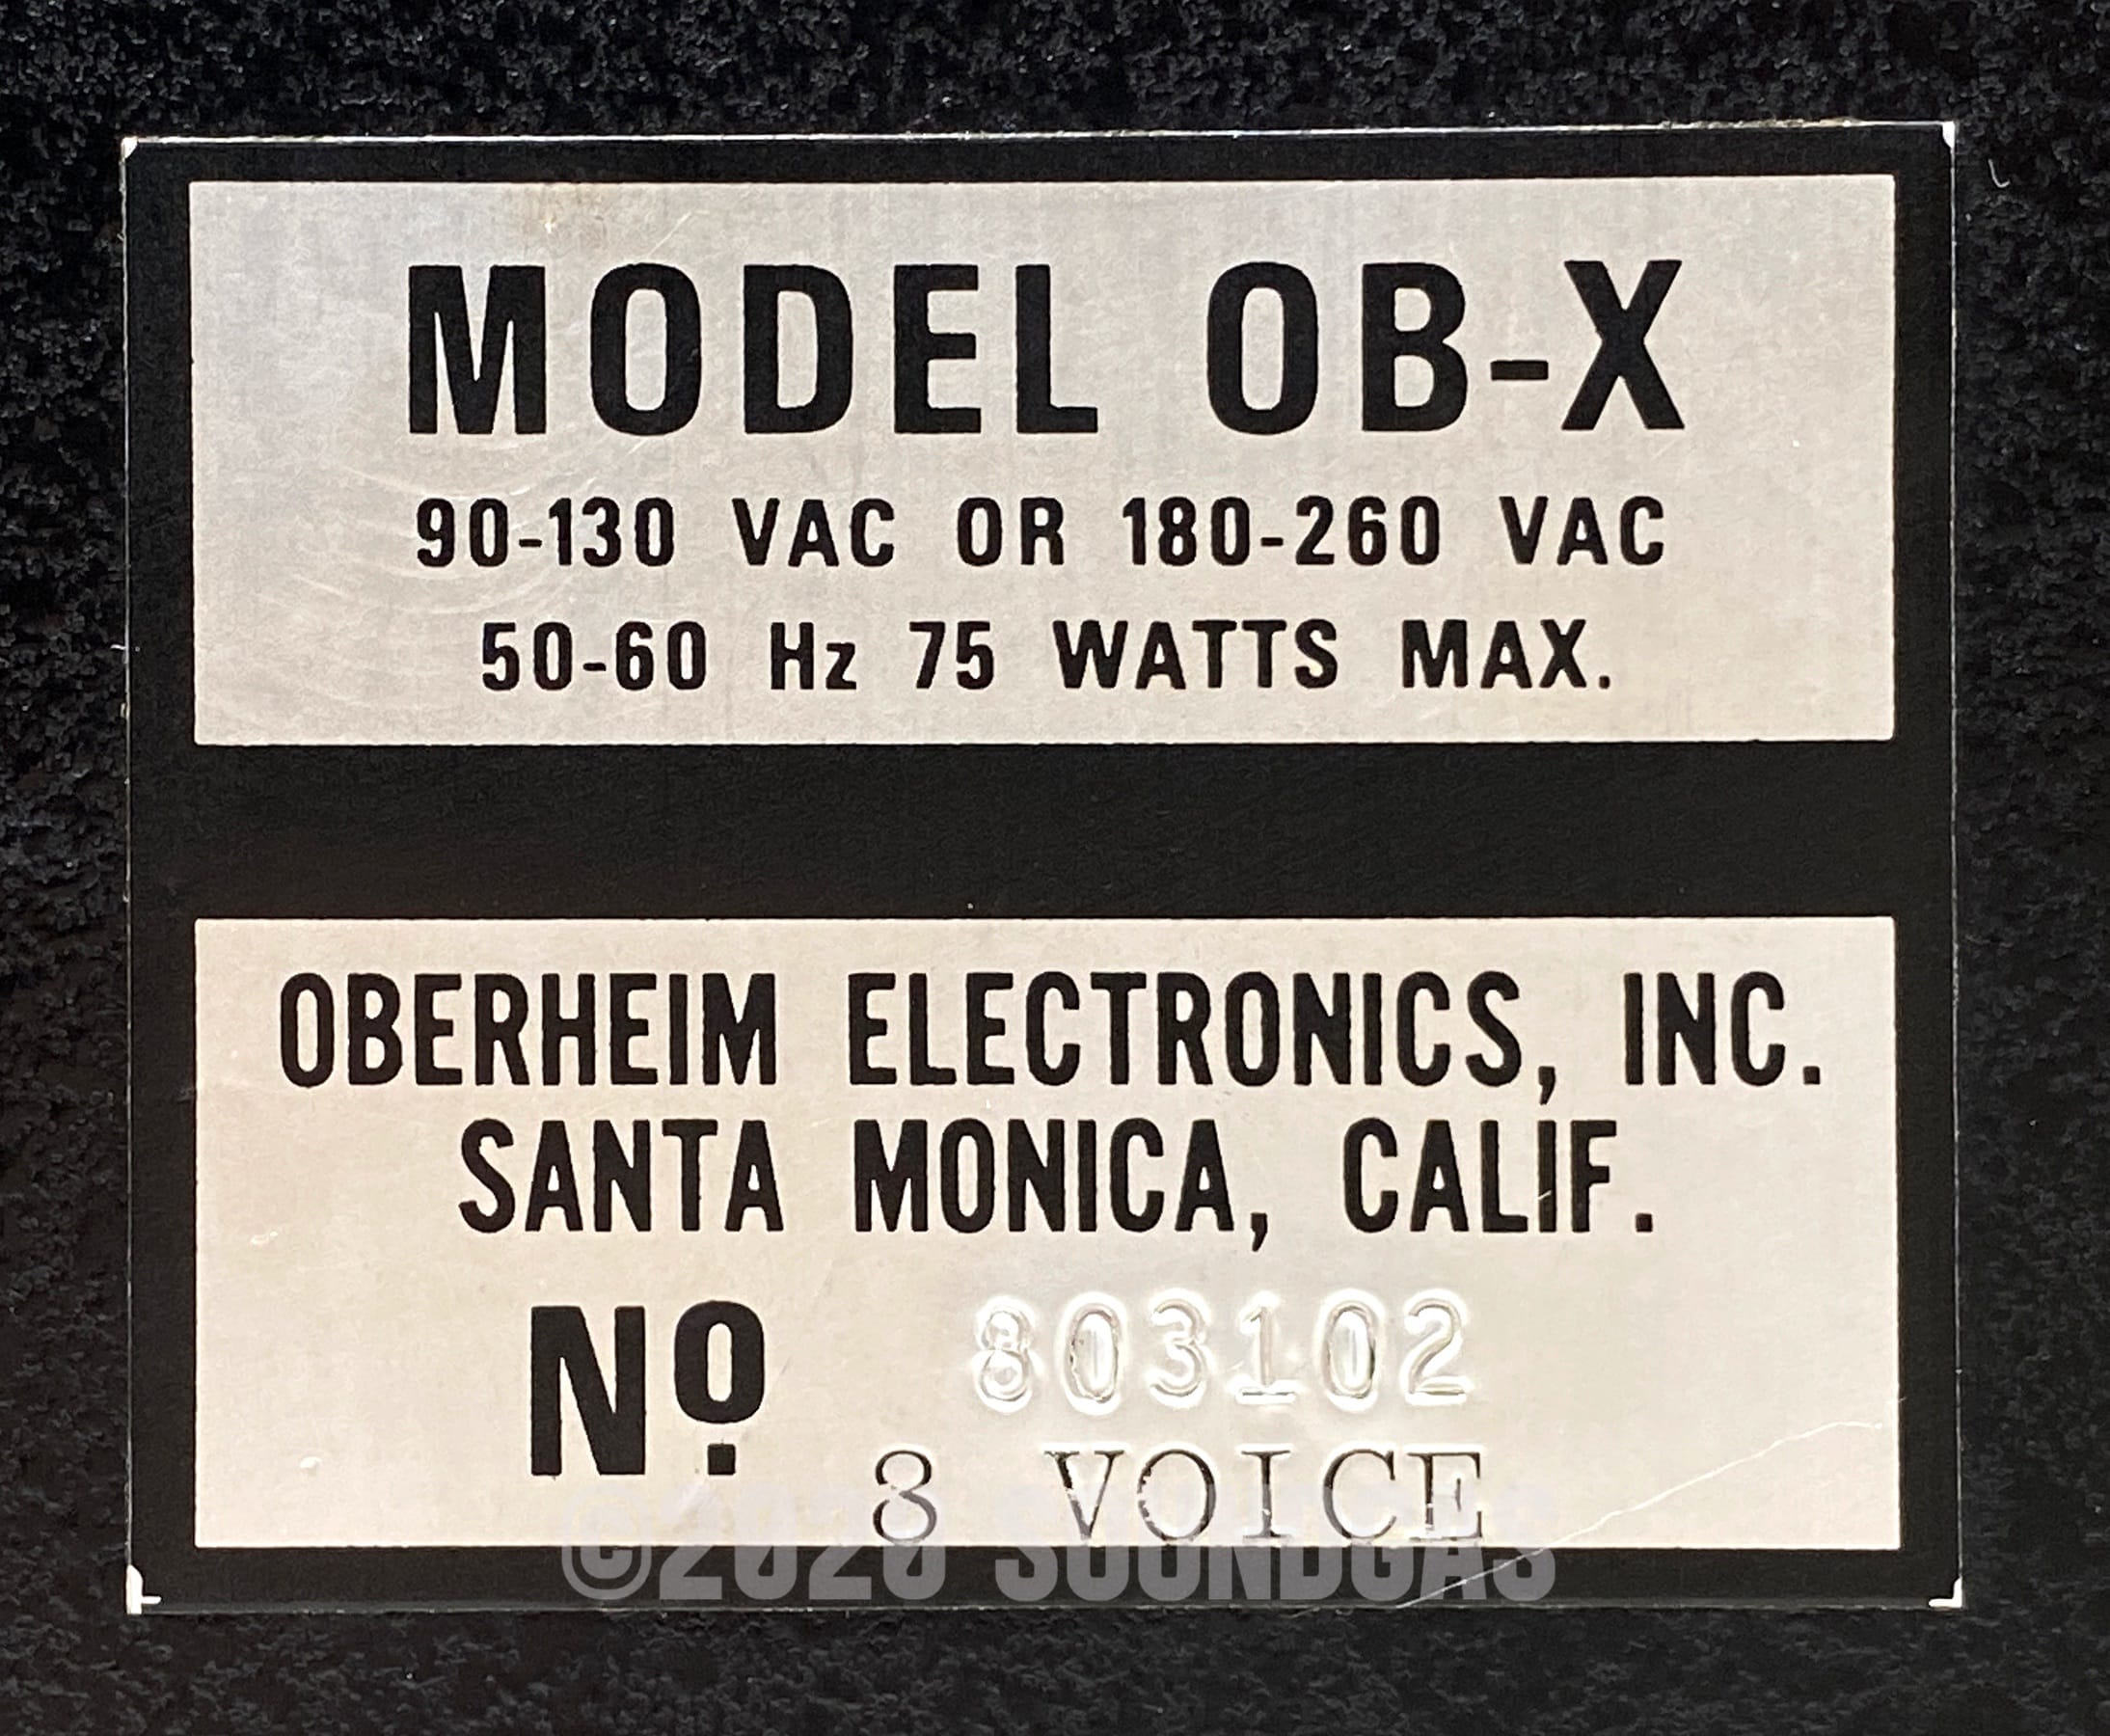 MODEL OB-X
90-130 VAC OR 180-260 VAC
50-60 Hz 75 WATTS MAX.
OBERHEIM ELECTRONICS, INC.
SANTA MONICA, CALIF.
Nº 803102
8 VOICE
©2020 SOUNDGAS